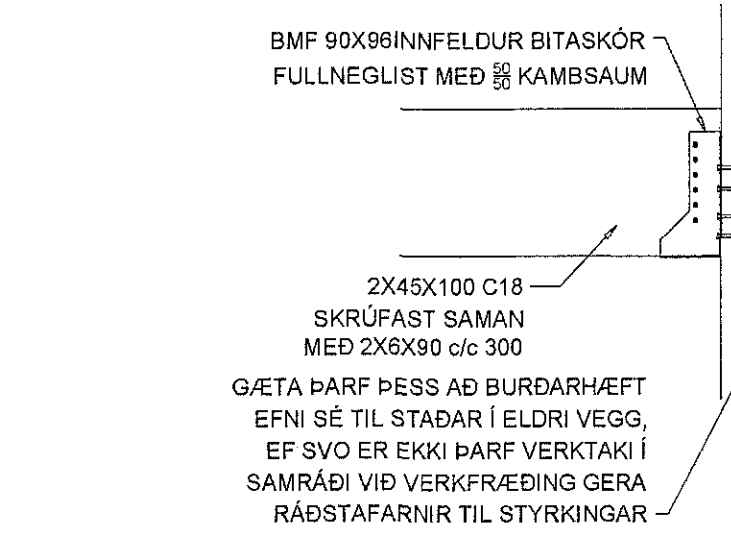 BMF 90X96INNFELDUR BITASKÓR
FULLNEGLIST MEÐ 50/50 KAMBSAUM
2X45X100 C18
SKRÚFAST SAMAN
MEÐ 2X6X90 c/c 300
GÆTA ÞARF ÞESS AÐ BURÐARHÆFT
EFNI SÉ TIL STAÐAR Í ELDRI VEGG,
EF SVO ER EKKI ÞARF VERKTAKI Í
SAMRÁÐI VIÐ VERKFRÆÐING GERA
RÁÐSTAFARNIR TIL STYRKINGAR